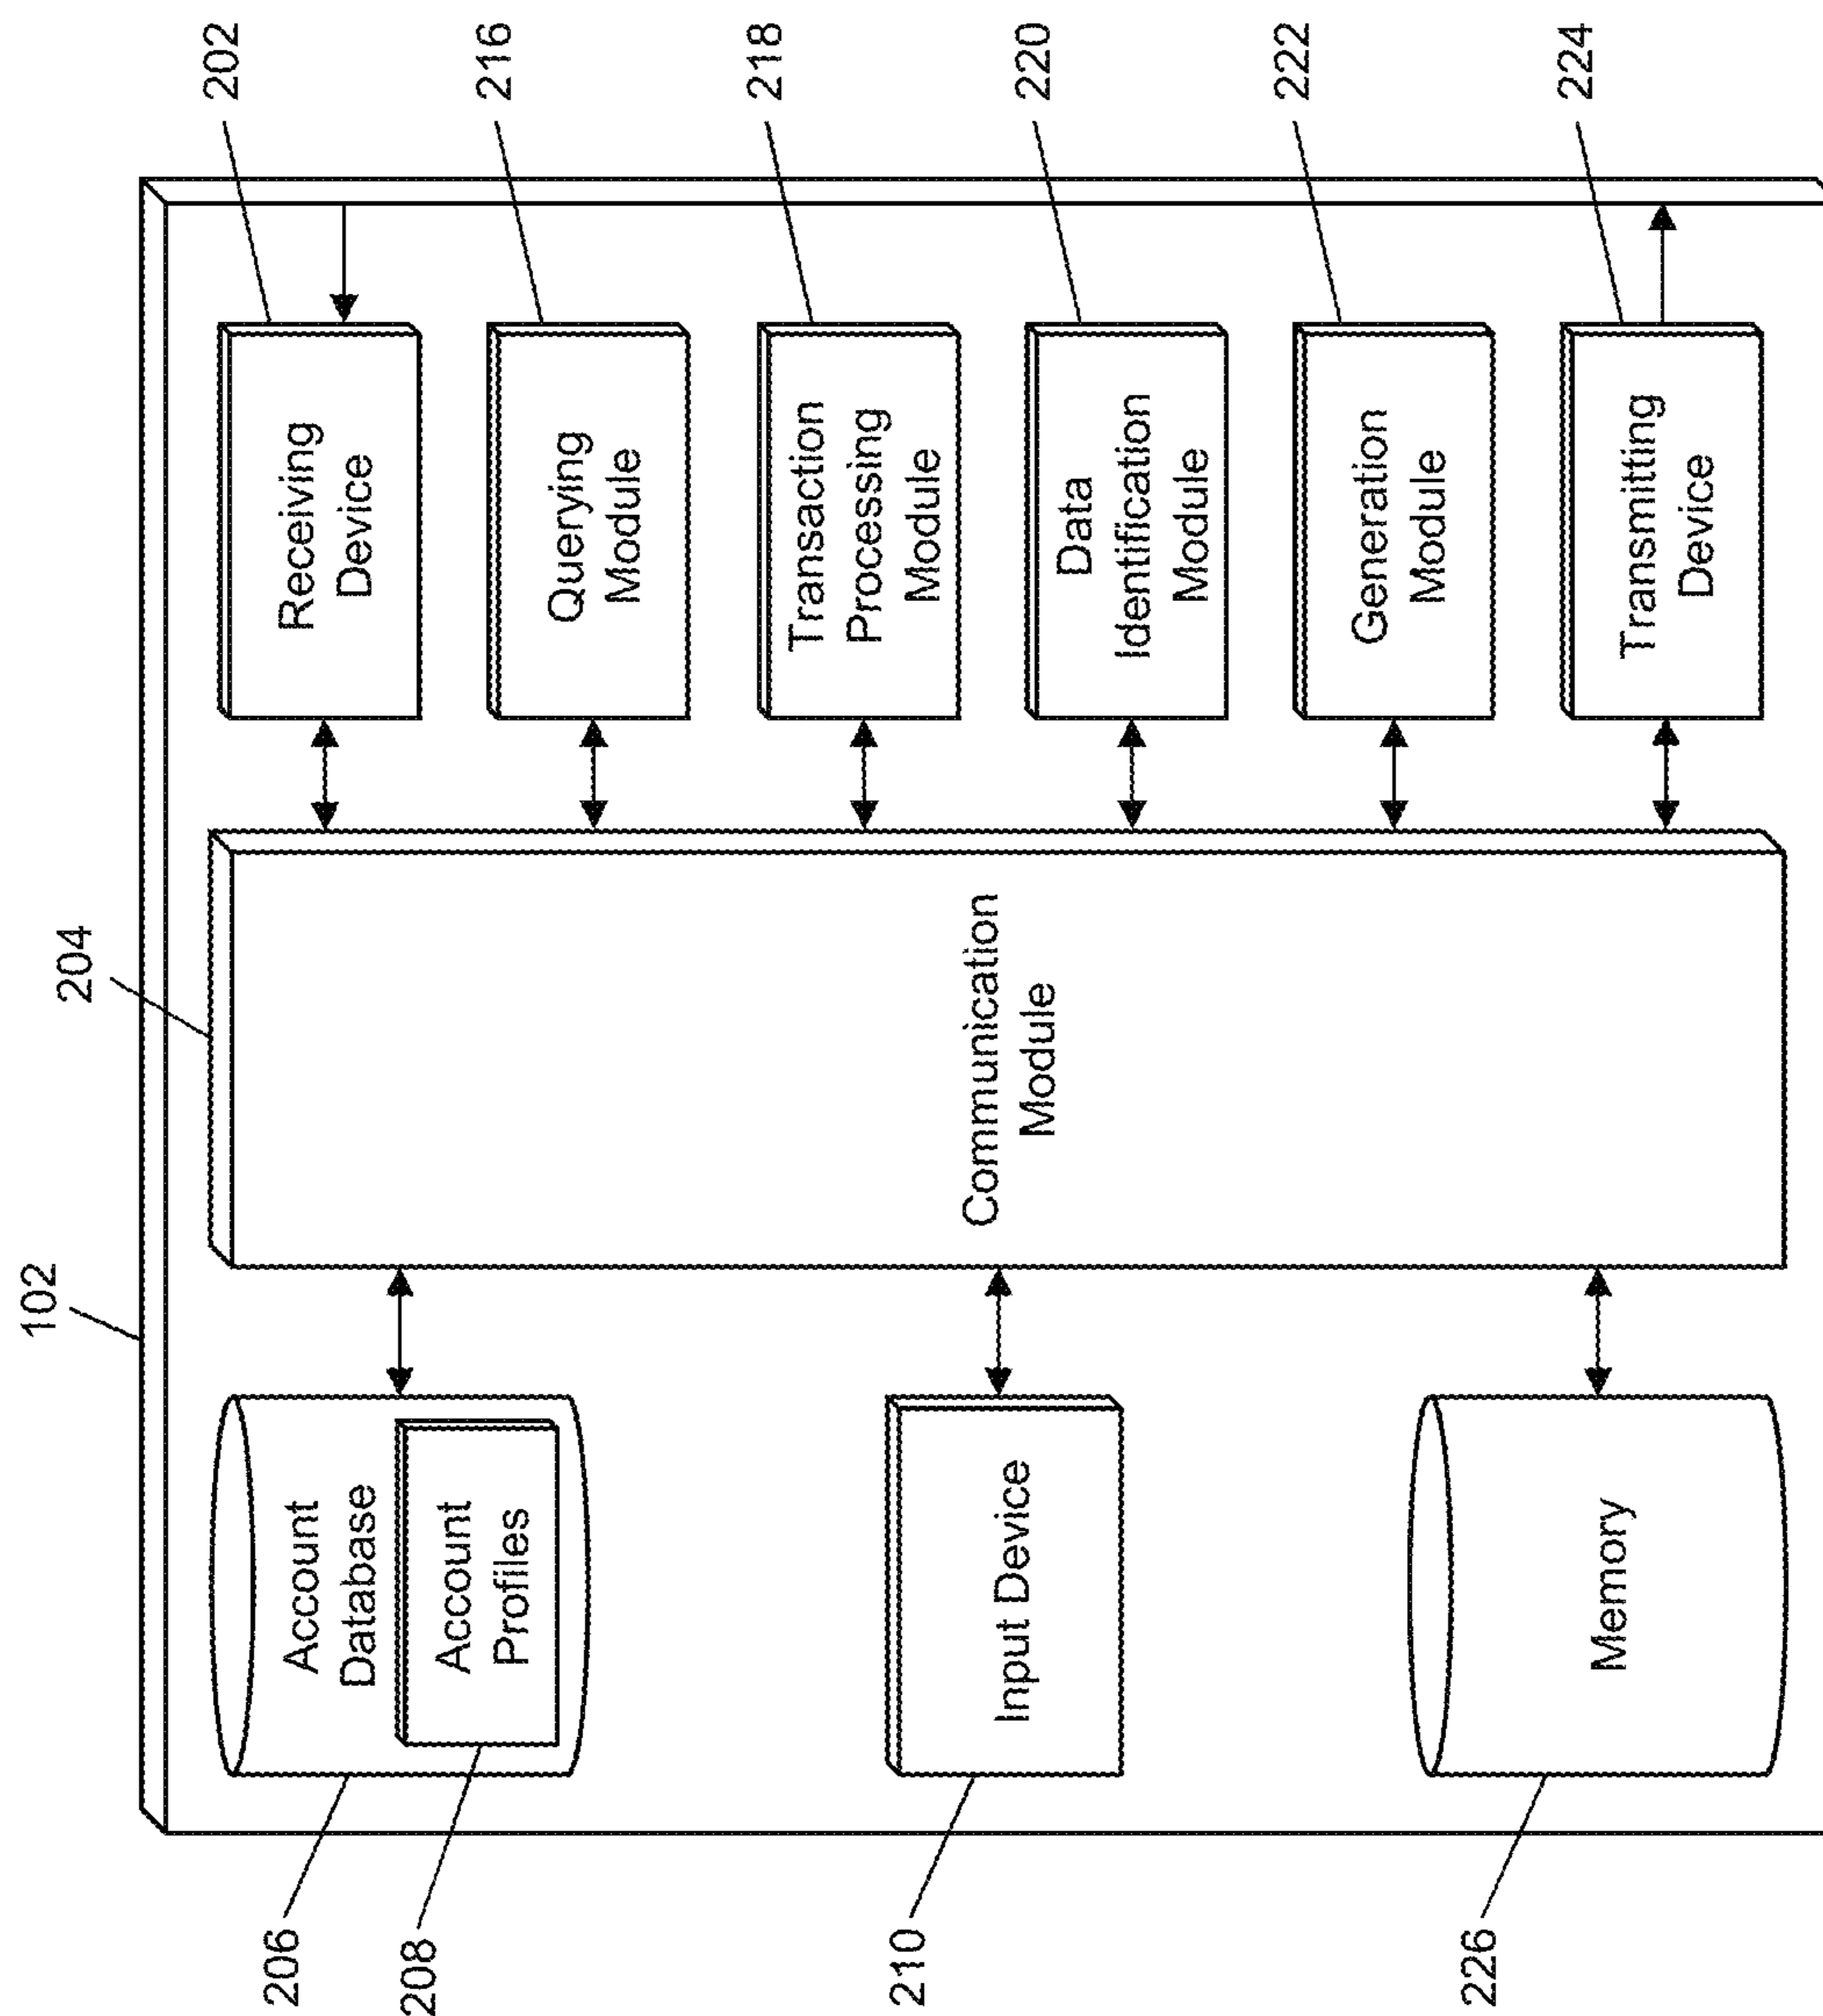 102
204
206
Account
Database
208
Account
Profiles
210
Input Device
226
Memory
Communication
Module
Receiving
Device
202
Querying
Module
216
Transaction
Processing
Module
218
Data
Identification
Module
220
Generation
Module
222
Transmitting
Device
224